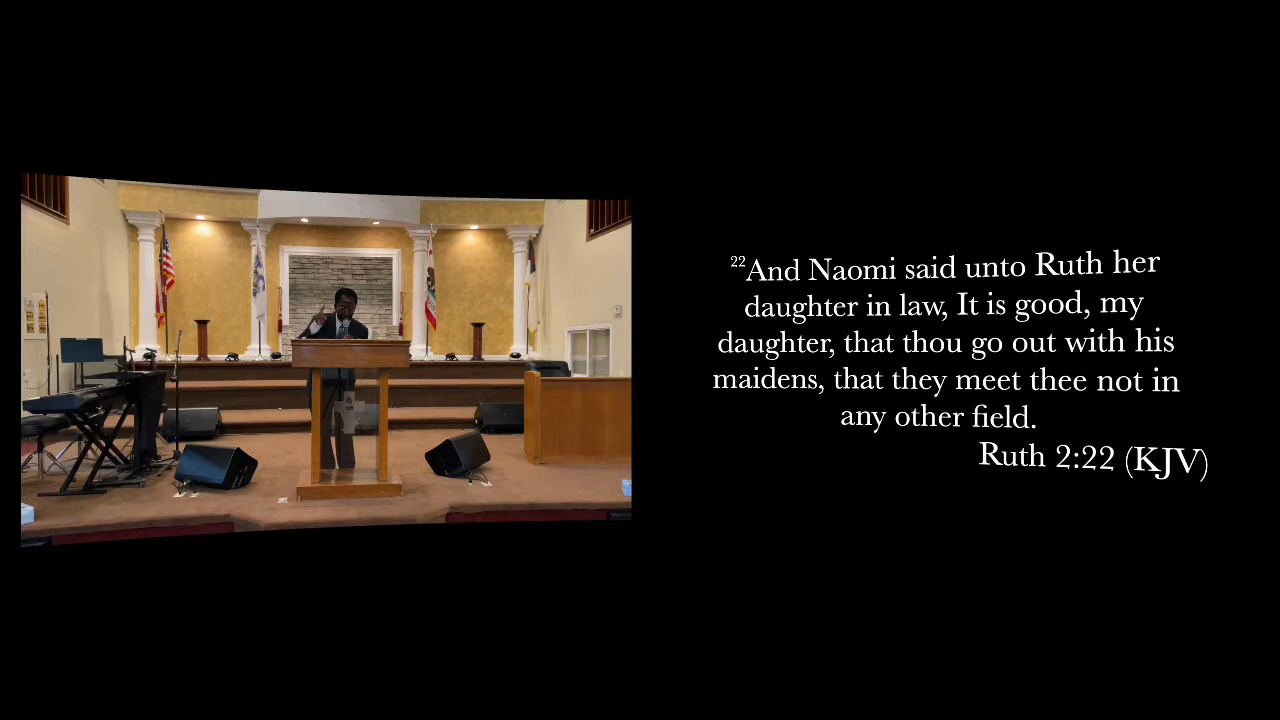 ²²And Naomi said unto Ruth her
daughter in law, It is good, my
daughter, that thou go out with his
maidens, that they meet thee not in
any other field.
Ruth 2:22 (KJV)